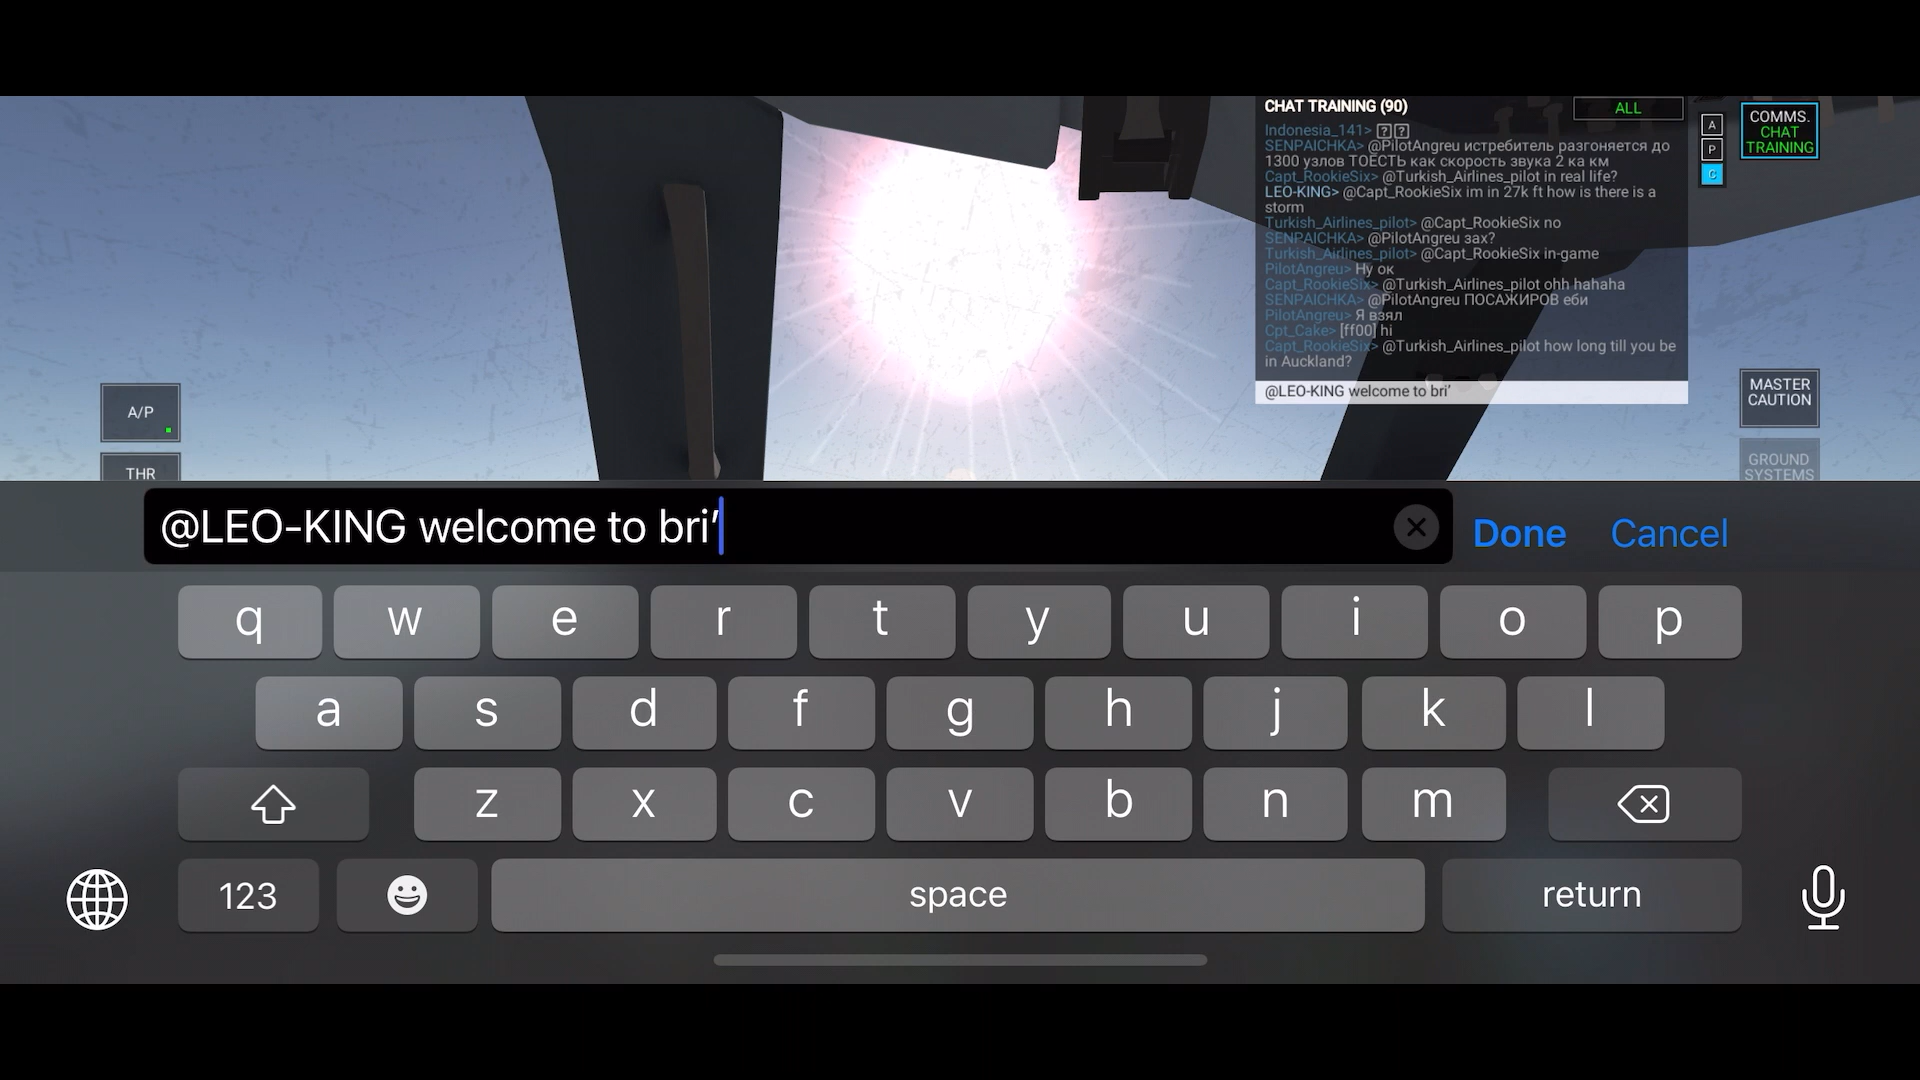 CHAT TRAINING (90)
ALL
Indonesia_141> ⍰⍰
SENPAICHKA> @PilotAngreu истребитель разгоняется до
1300 узлов ТОЕСТЬ как скорость звука 2 ка км
Capt_RookieSix> @Turkish_Airlines_pilot in real life?
LEO-KING> @Capt_RookieSix im in 27k ft how is there is a
storm
Turkish_Airlines_pilot> @Capt_RookieSix no
SENPAICHKA> @PilotAngreu зах?
Turkish_Airlines_pilot> @Capt_RookieSix in-game
PilotAngreu> Ну ок
Capt_RookieSix> @Turkish_Airlines_pilot ohh hahaha
SENPAICHKA> @PilotAngreu ПОСАЖИРОВ еби
PilotAngreu> Я взял
Cpt_Cake> [ff00] hi
Capt_RookieSix> @Turkish_Airlines_pilot how long till you be
in Auckland?
@LEO-KING welcome to bri’
A
P
C
COMMS.
CHAT
TRAINING
A/P
THR
MASTER
CAUTION
GROUND
SYSTEMS
@LEO-KING welcome to bri’
Done
Cancel
q w e r t y u i o p
a s d f g h j k l
z x c v b n m
123
space
return